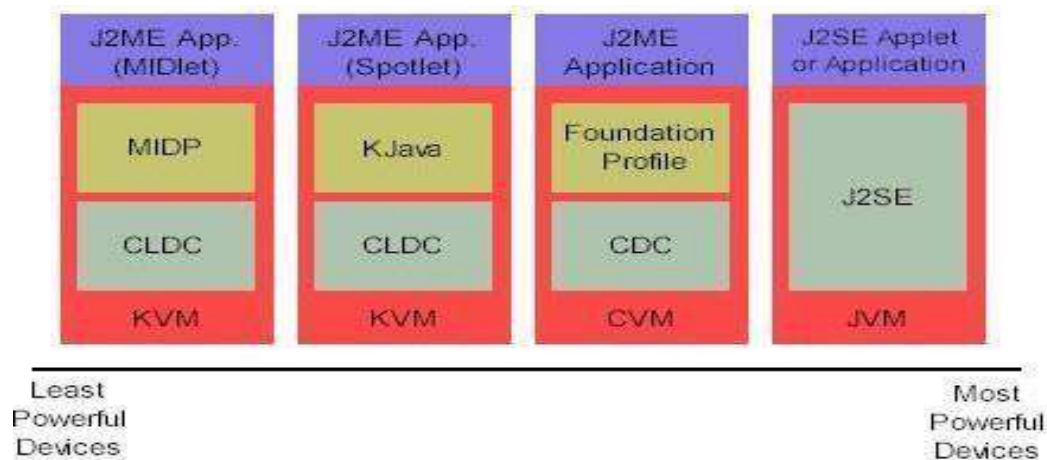 J2ME App.
(MIDlet)
MIDP
CLDC
KVM
J2ME App.
(Spotlet)
KJava
CLDC
KVM
J2ME
Application
Foundation
Profile
CDC
CVM
J2SE Applet
or Application
J2SE
JVM
Least
Powerful
Devices
Most
Powerful
Devices